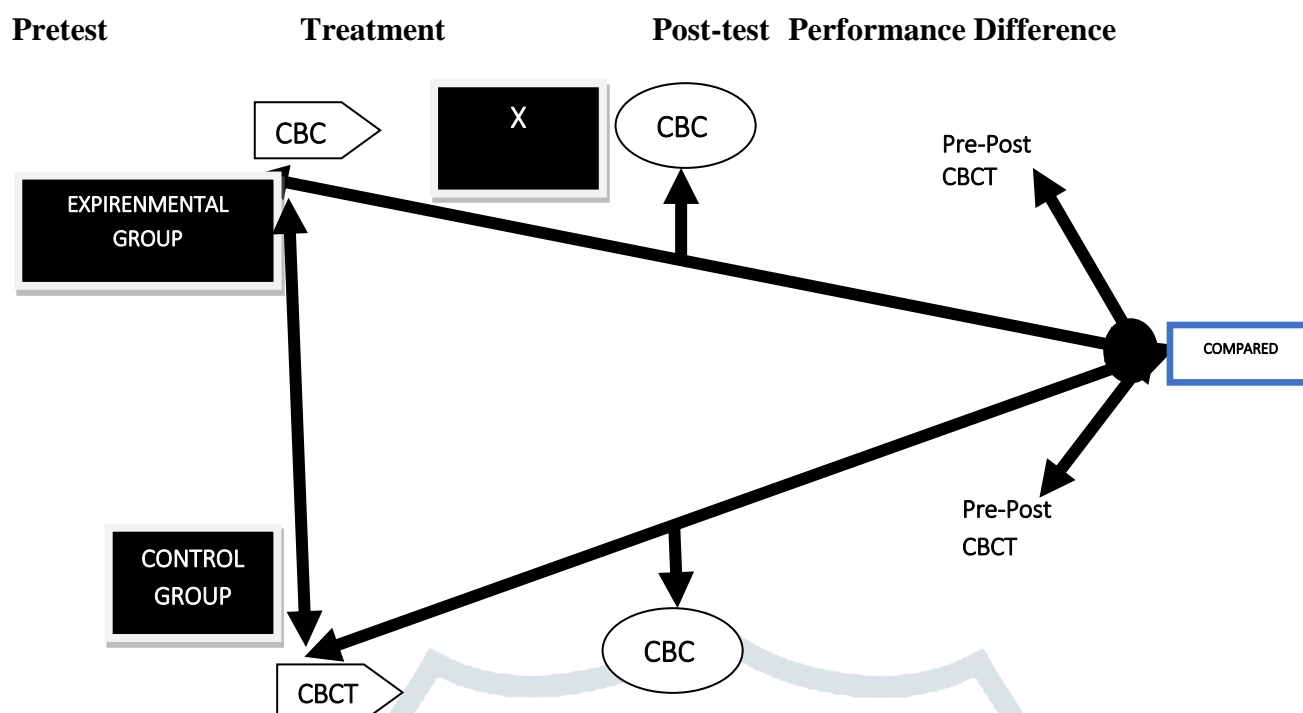 Pretest Treatment Post-test Performance Difference
CBC
X
CBC
Pre-Post
CBCT
EXPIRENMENTAL
GROUP
COMPARED
Pre-Post
CBCT
CONTROL
GROUP
CBC
CBCT